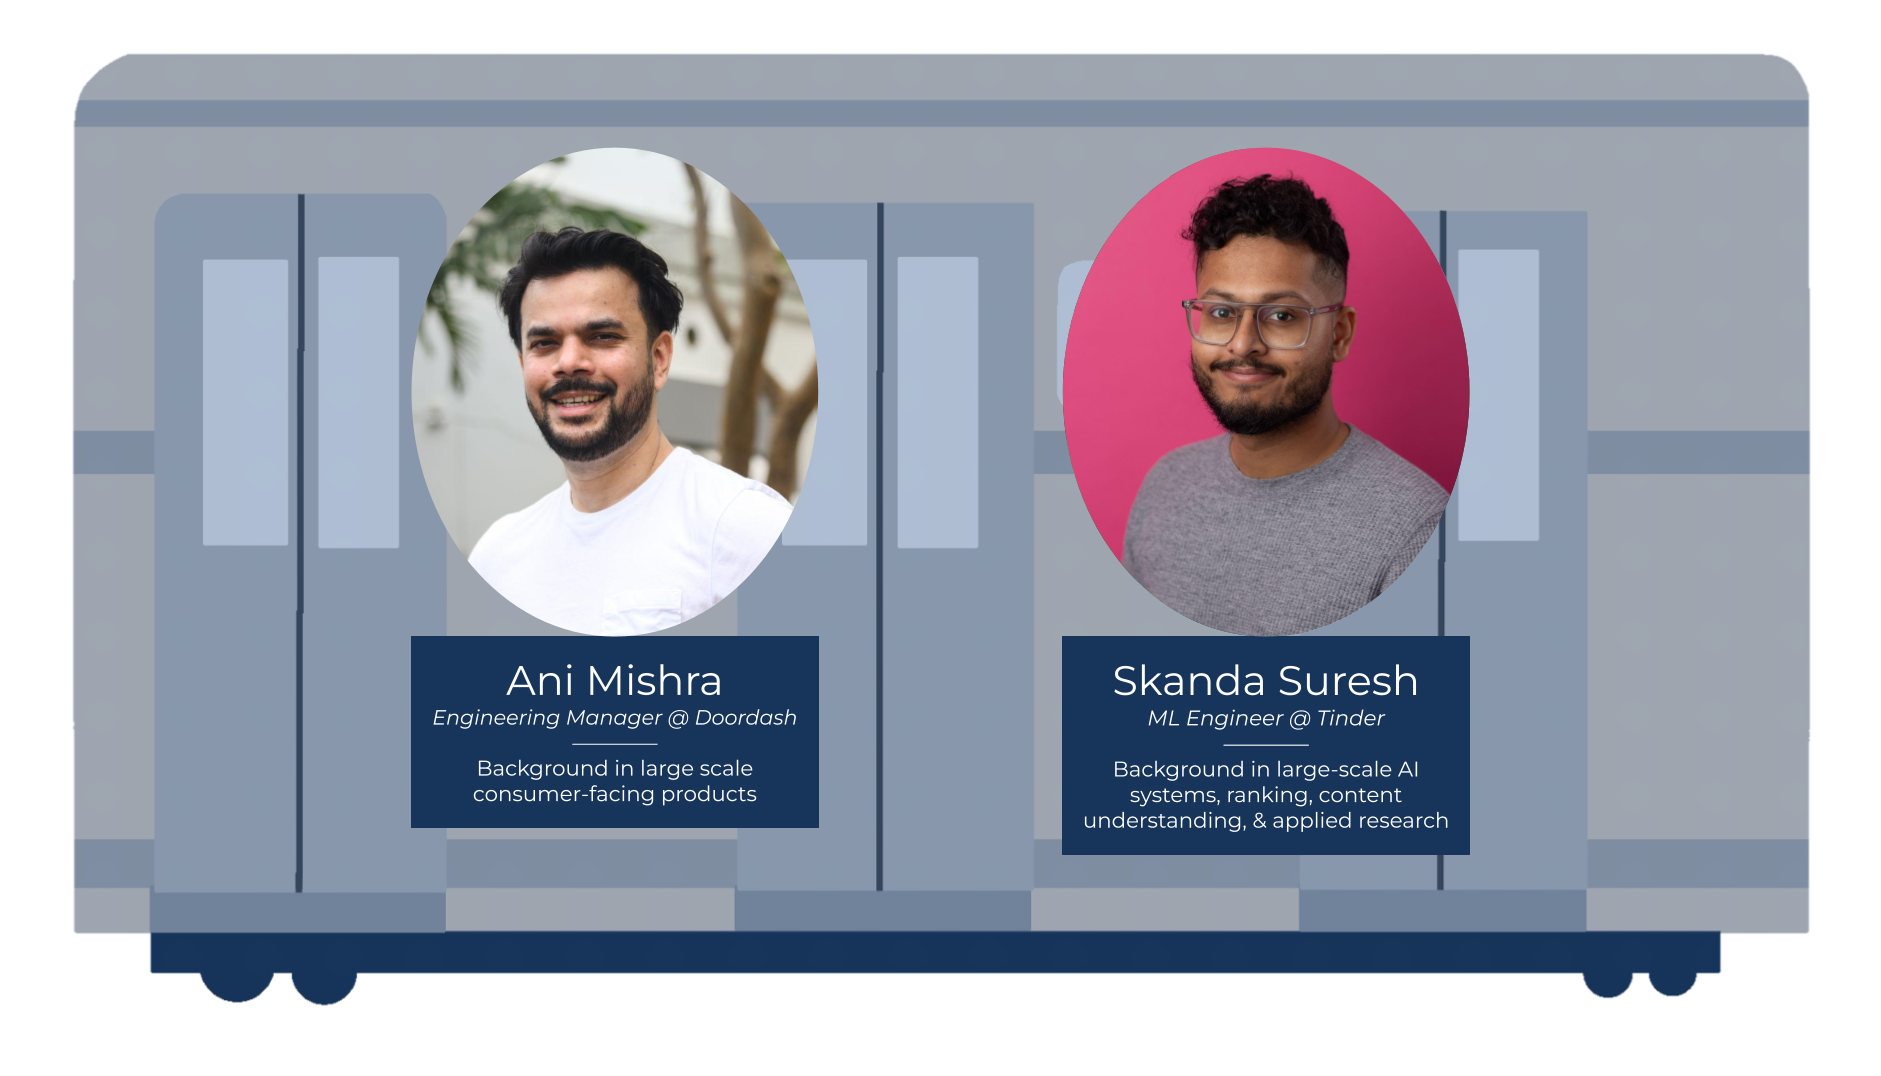 Ani Mishra
Engineering Manager @ Doordash
Background in large scale
consumer-facing products
Skanda Suresh
ML Engineer @ Tinder
Background in large-scale AI
systems, ranking, content
understanding, & applied research